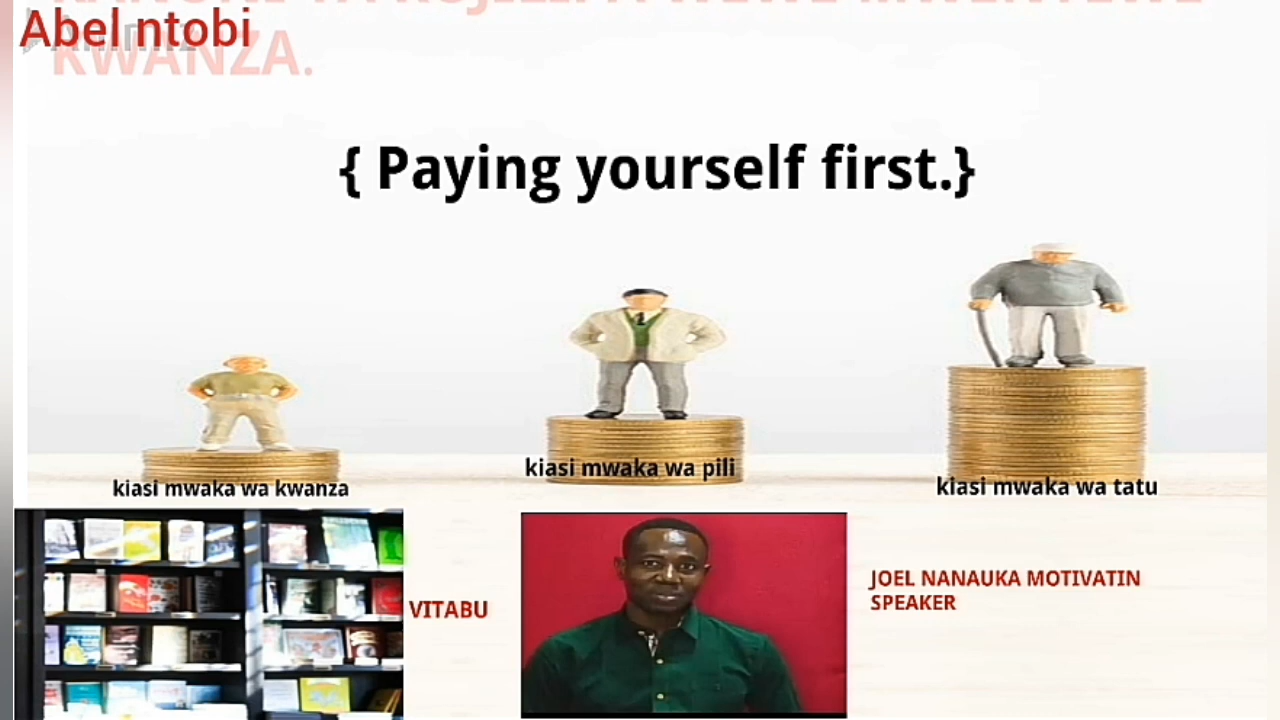 Abel ntobi
KWANZA.
{ Paying yourself first.}
kiasi mwaka wa kwanza
kiasi mwaka wa pili
kiasi mwaka wa tatu
VITABU
JOEL NANAUKA MOTIVATIN
SPEAKER